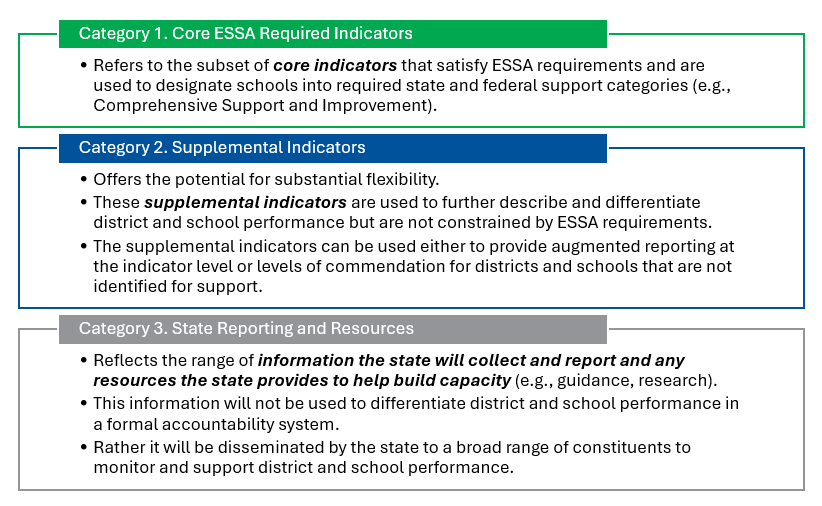 Category 1. Core ESSA Required Indicators
• Refers to the subset of core indicators that satisfy ESSA requirements and are
used to designate schools into required state and federal support categories (e.g.,
Comprehensive Support and Improvement).
Category 2. Supplemental Indicators
• Offers the potential for substantial flexibility.
• These supplemental indicators are used to further describe and differentiate
district and school performance but are not constrained by ESSA requirements.
• The supplemental indicators can be used either to provide augmented reporting at
the indicator level or levels of commendation for districts and schools that are not
identified for support.
Category 3. State Reporting and Resources
• Reflects the range of information the state will collect and report and any
resources the state provides to help build capacity (e.g., guidance, research).
• This information will not be used to differentiate district and school performance in
a formal accountability system.
• Rather it will be disseminated by the state to a broad range of constituents to
monitor and support district and school performance.